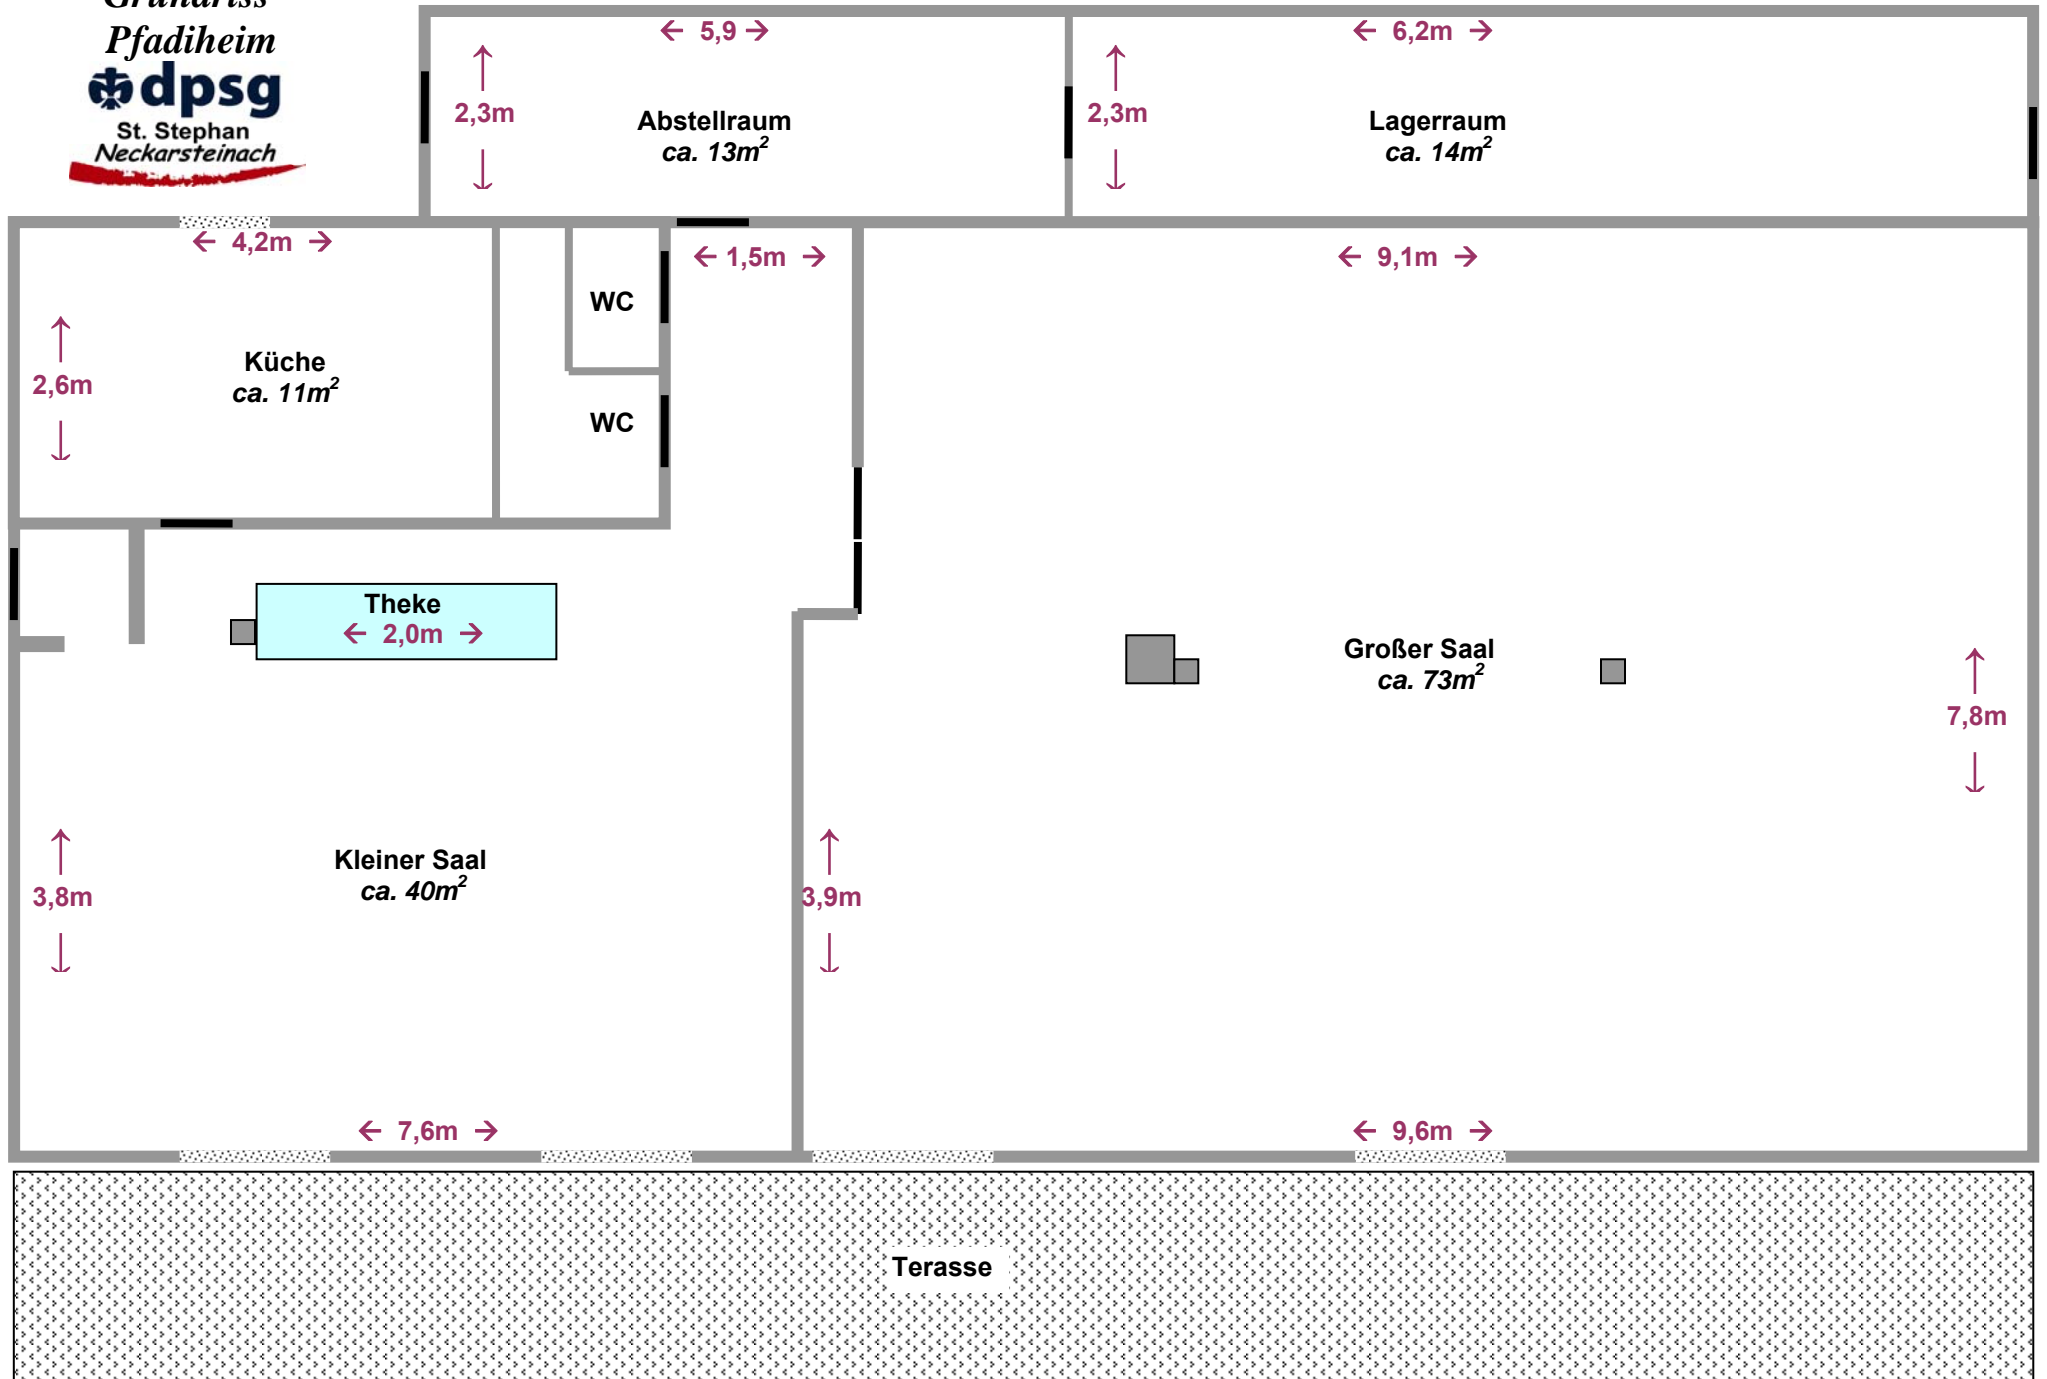 Grundriss
Pfadiheim
dpsg
St. Stephan
Neckarsteinach
← 5,9 →
← 6,2m →
2,3m
Abstellraum
ca. 13m²
2,3m
Lagerraum
ca. 14m²
← 4,2m →
← 1,5m →
← 9,1m →
WC
Küche
ca. 11m²
2,6m
WC
Theke
← 2,0m →
Großer Saal
ca. 73m²
7,8m
Kleiner Saal
ca. 40m²
3,8m
3,9m
← 7,6m →
← 9,6m →
Terasse